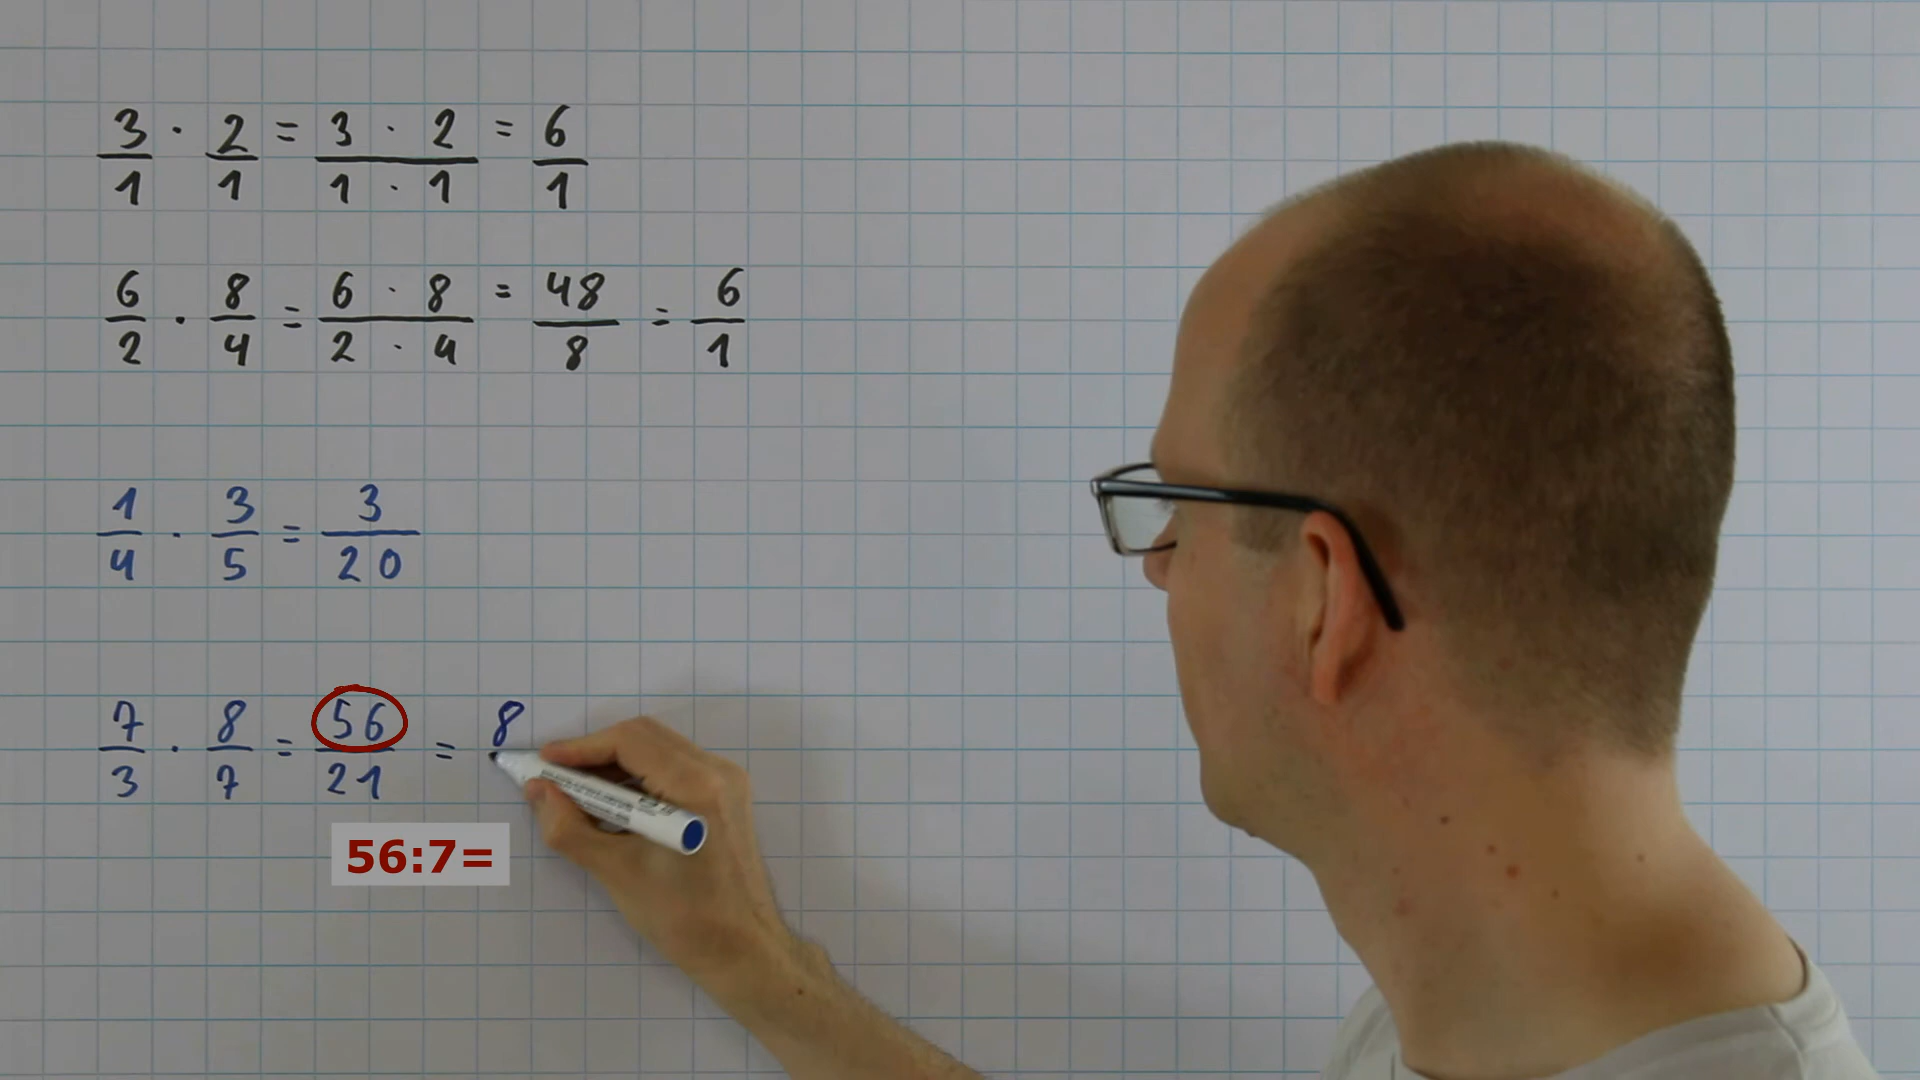 3/1 · 2/1 = 3 · 2/1 · 1 = 6/1
6/2 · 8/4 = 6 · 8/2 · 4 = 48/8 = 6/1
1/4 · 3/5 = 3/20
7/3 · 8/7 = 56/21 = 8
56:7=